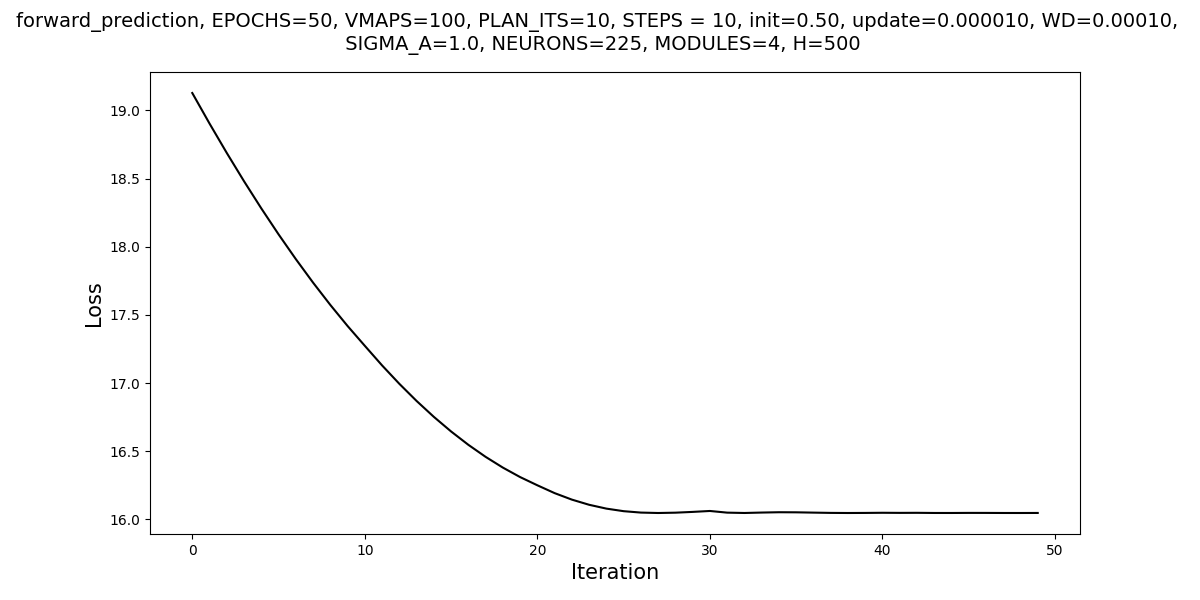 forward_prediction, EPOCHS=50, VMAPS=100, PLAN_ITS=10, STEPS = 10, init=0.50, update=0.000010, WD=0.00010,
SIGMA_A=1.0, NEURONS=225, MODULES=4, H=500
19.0
18.5
18.0
17.5
17.0
16.5
16.0
Loss
0 10 20 30 40 50
Iteration